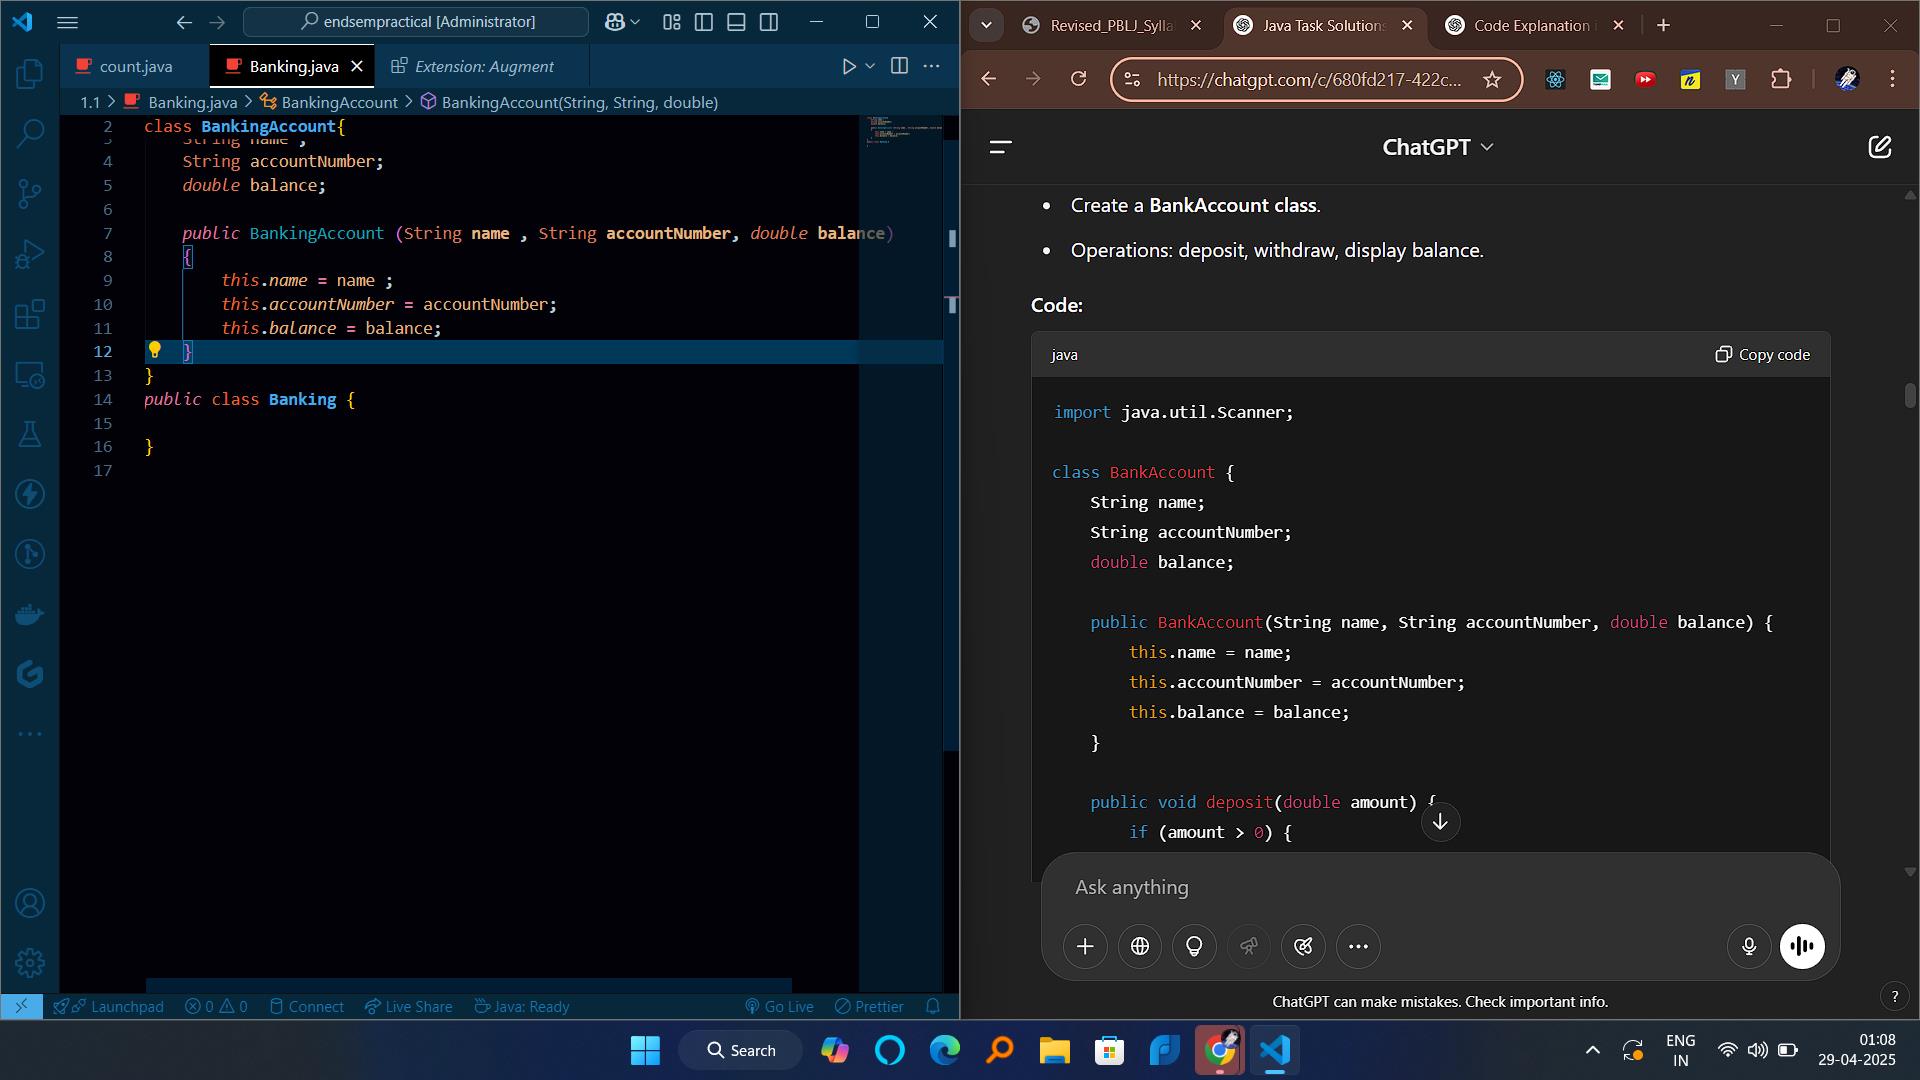 endsempractical [Administrator]
count.java
Banking.java
Extension: Augment
1.1 > Banking.java > BankingAccount > BankingAccount(String, String, double)
2 class BankingAccount{
3 String name ;
4 String accountNumber;
5 double balance;
6
7 public BankingAccount (String name , String accountNumber, double balance)
8 {
9 this.name = name ;
10 this.accountNumber = accountNumber;
11 this.balance = balance;
12 }
13 }
14 public class Banking {
15
16 }
17
Launchpad
0 0
Connect
Live Share
Java: Ready
Go Live
Prettier
Revised_PBLJ_Sylla
Java Task Solutions
Code Explanation i
https://chatgpt.com/c/680fd217-422c...
ChatGPT
• Create a BankAccount class.
• Operations: deposit, withdraw, display balance.
Code:
java
Copy code
import java.util.Scanner;
class BankAccount {
String name;
String accountNumber;
double balance;
public BankAccount(String name, String accountNumber, double balance) {
this.name = name;
this.accountNumber = accountNumber;
this.balance = balance;
}
public void deposit(double amount) {
if (amount > 0) {
Ask anything
ChatGPT can make mistakes. Check important info.
?
Search
ENG
IN
01:08
29-04-2025